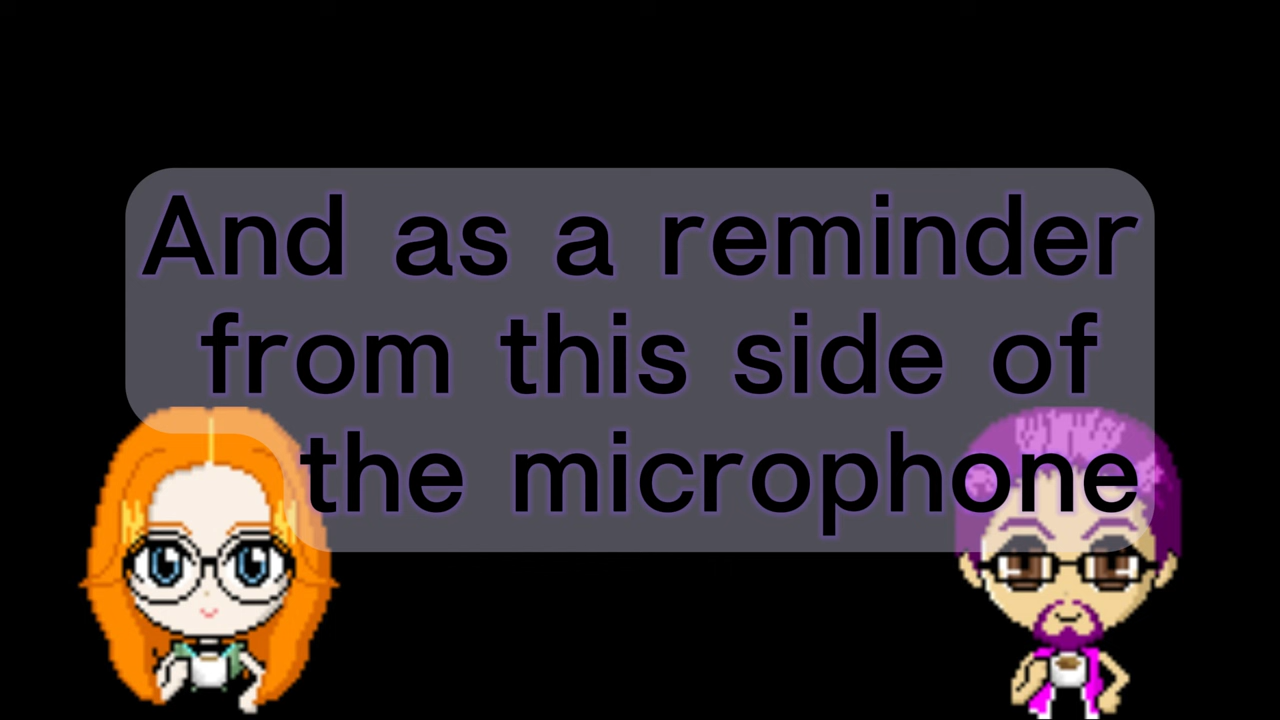 And as a reminder
from this side of
the microphone